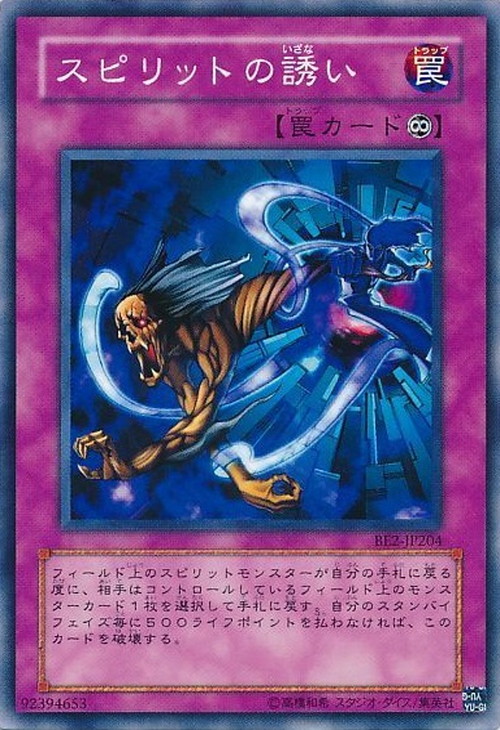 スピリットの誘い
いざな
罠
トラップ
【罠カード】
トラップ
BE2-JP204
フィールド上のスピリットモンスターが自分の手札に戻る
度に、相手はコントロールしているフィールド上のモンス
ターカード1枚を選択して手札に戻す。自分のスタンバイ
フェイズ毎に500ライフポイントを払わなければ、この
カードを破壊する。
92394653
©高橋和希 スタジオ・ダイス/集英社